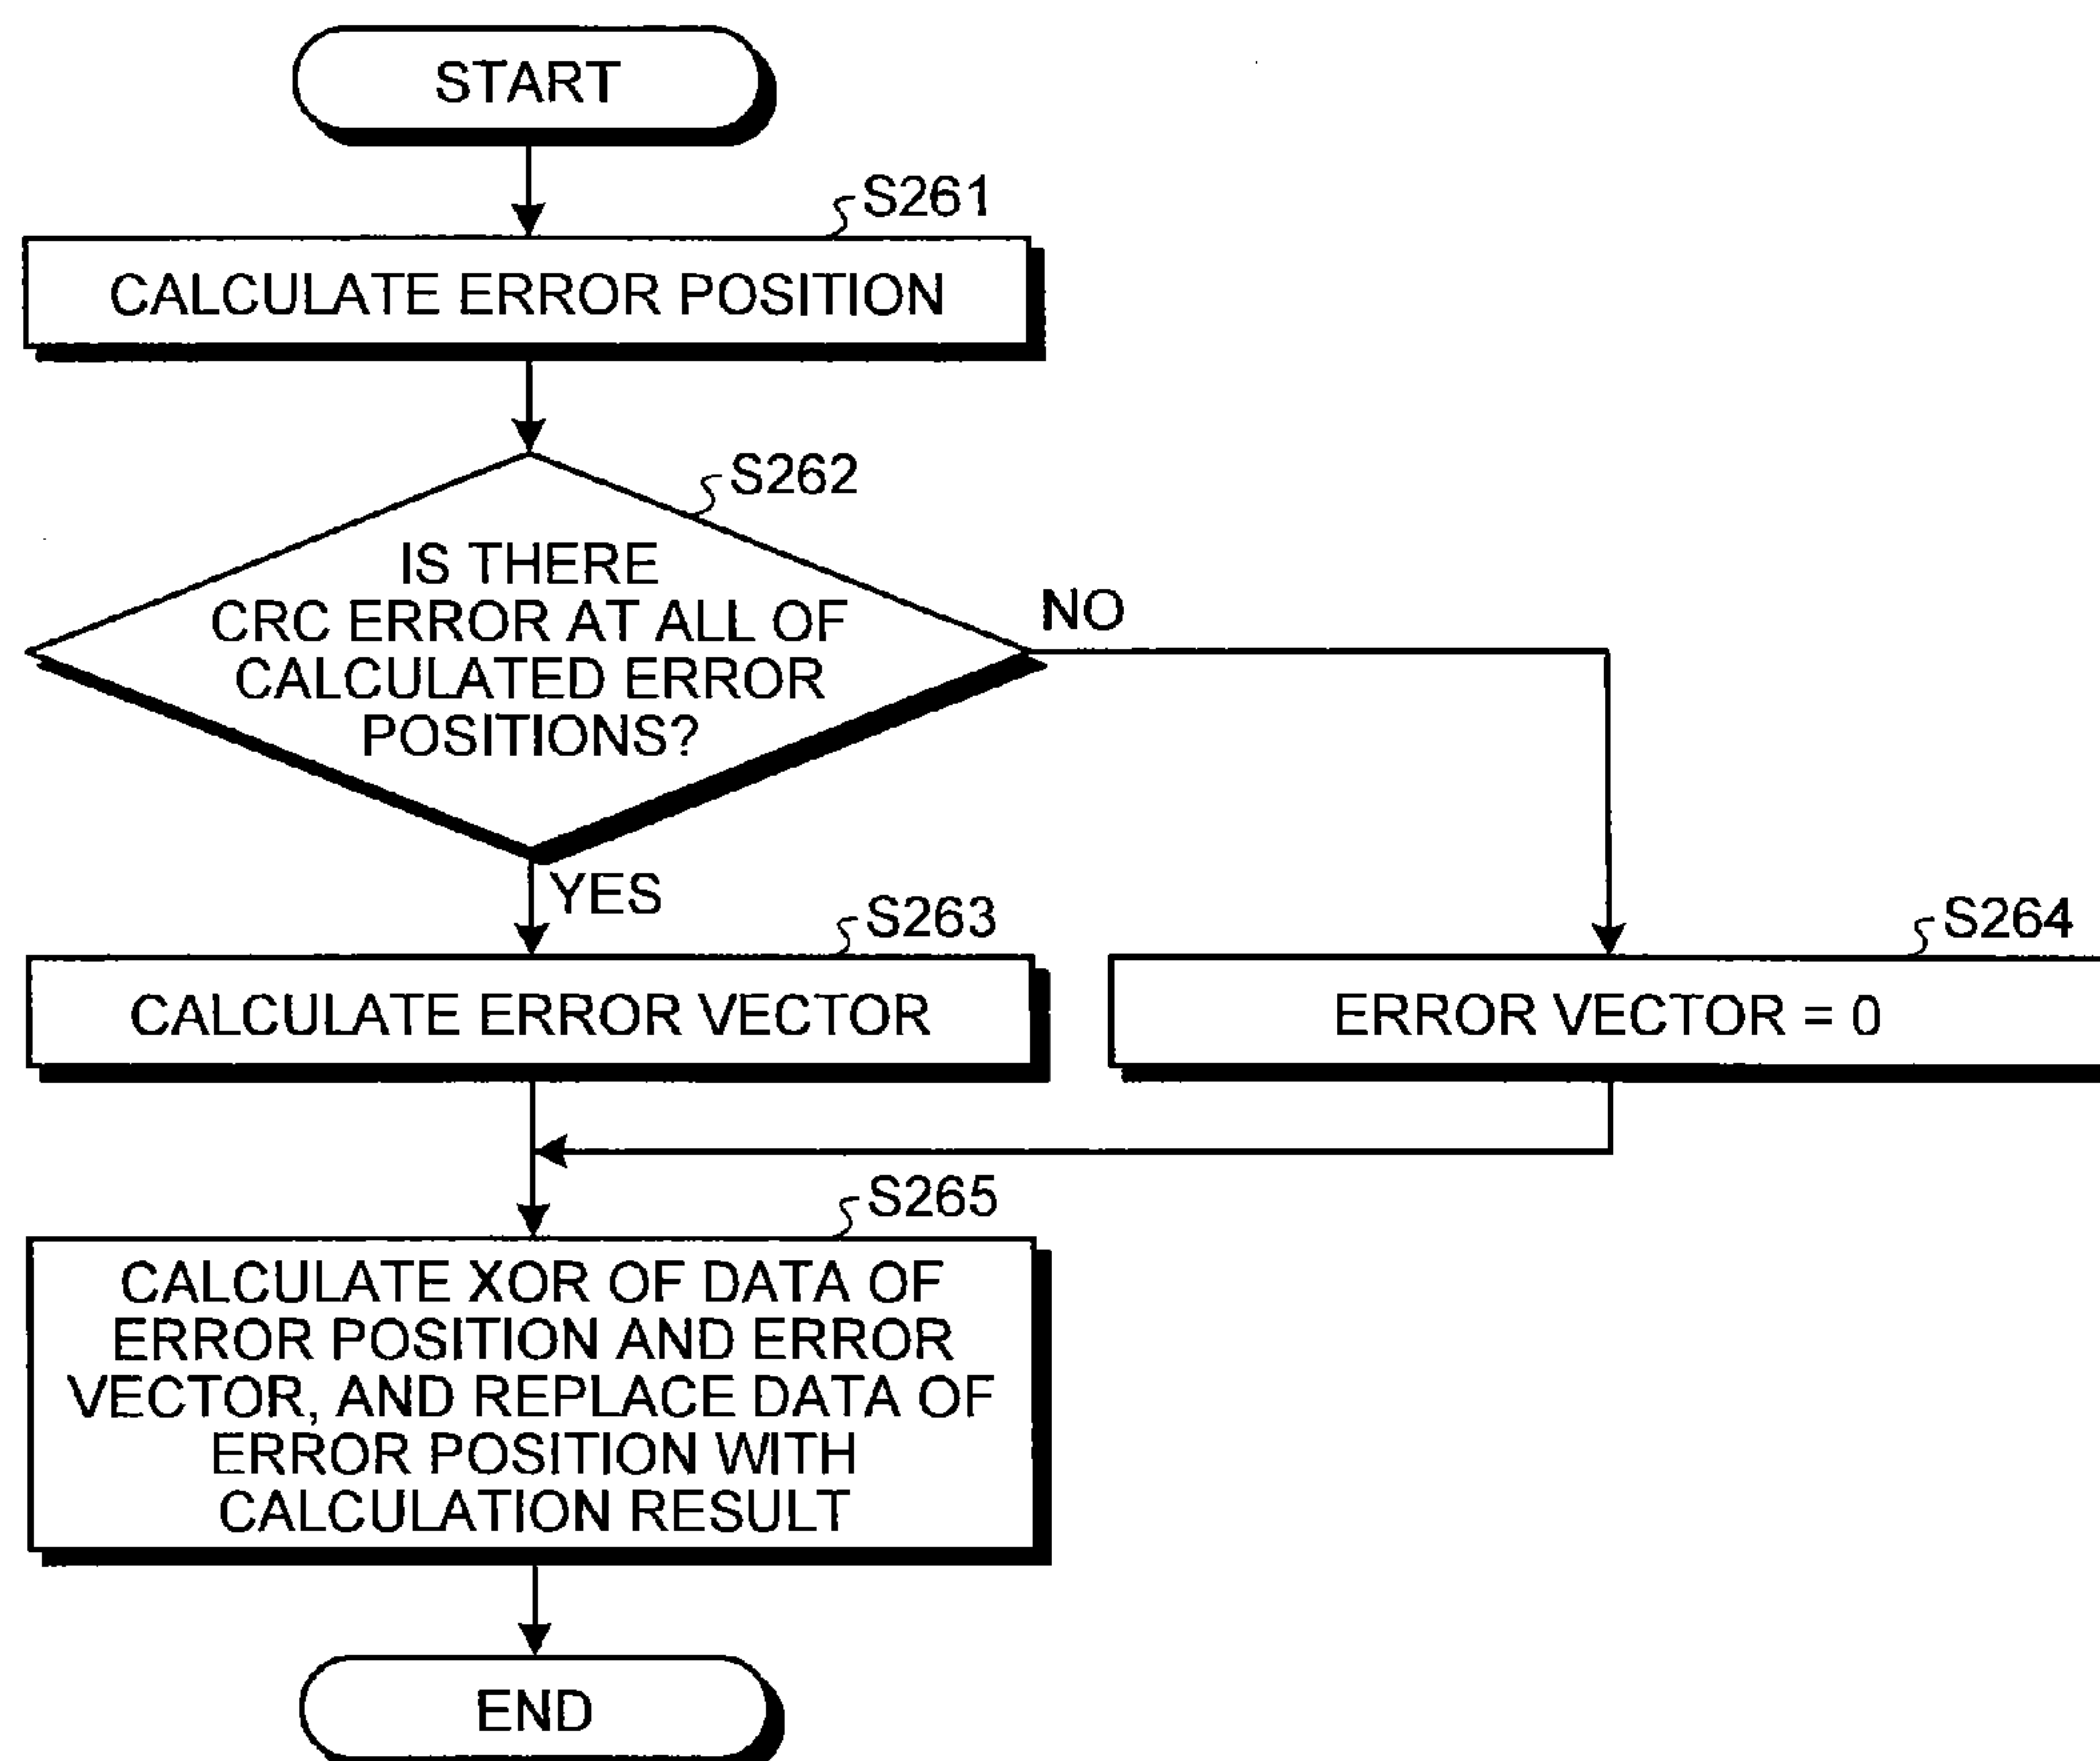 START
S261
CALCULATE ERROR POSITION
S262
IS THERE
CRC ERROR AT ALL OF
CALCULATED ERROR
POSITIONS?
NO
YES
S263
CALCULATE ERROR VECTOR
S264
ERROR VECTOR = 0
S265
CALCULATE XOR OF DATA OF
ERROR POSITION AND ERROR
VECTOR, AND REPLACE DATA OF
ERROR POSITION WITH
CALCULATION RESULT
END